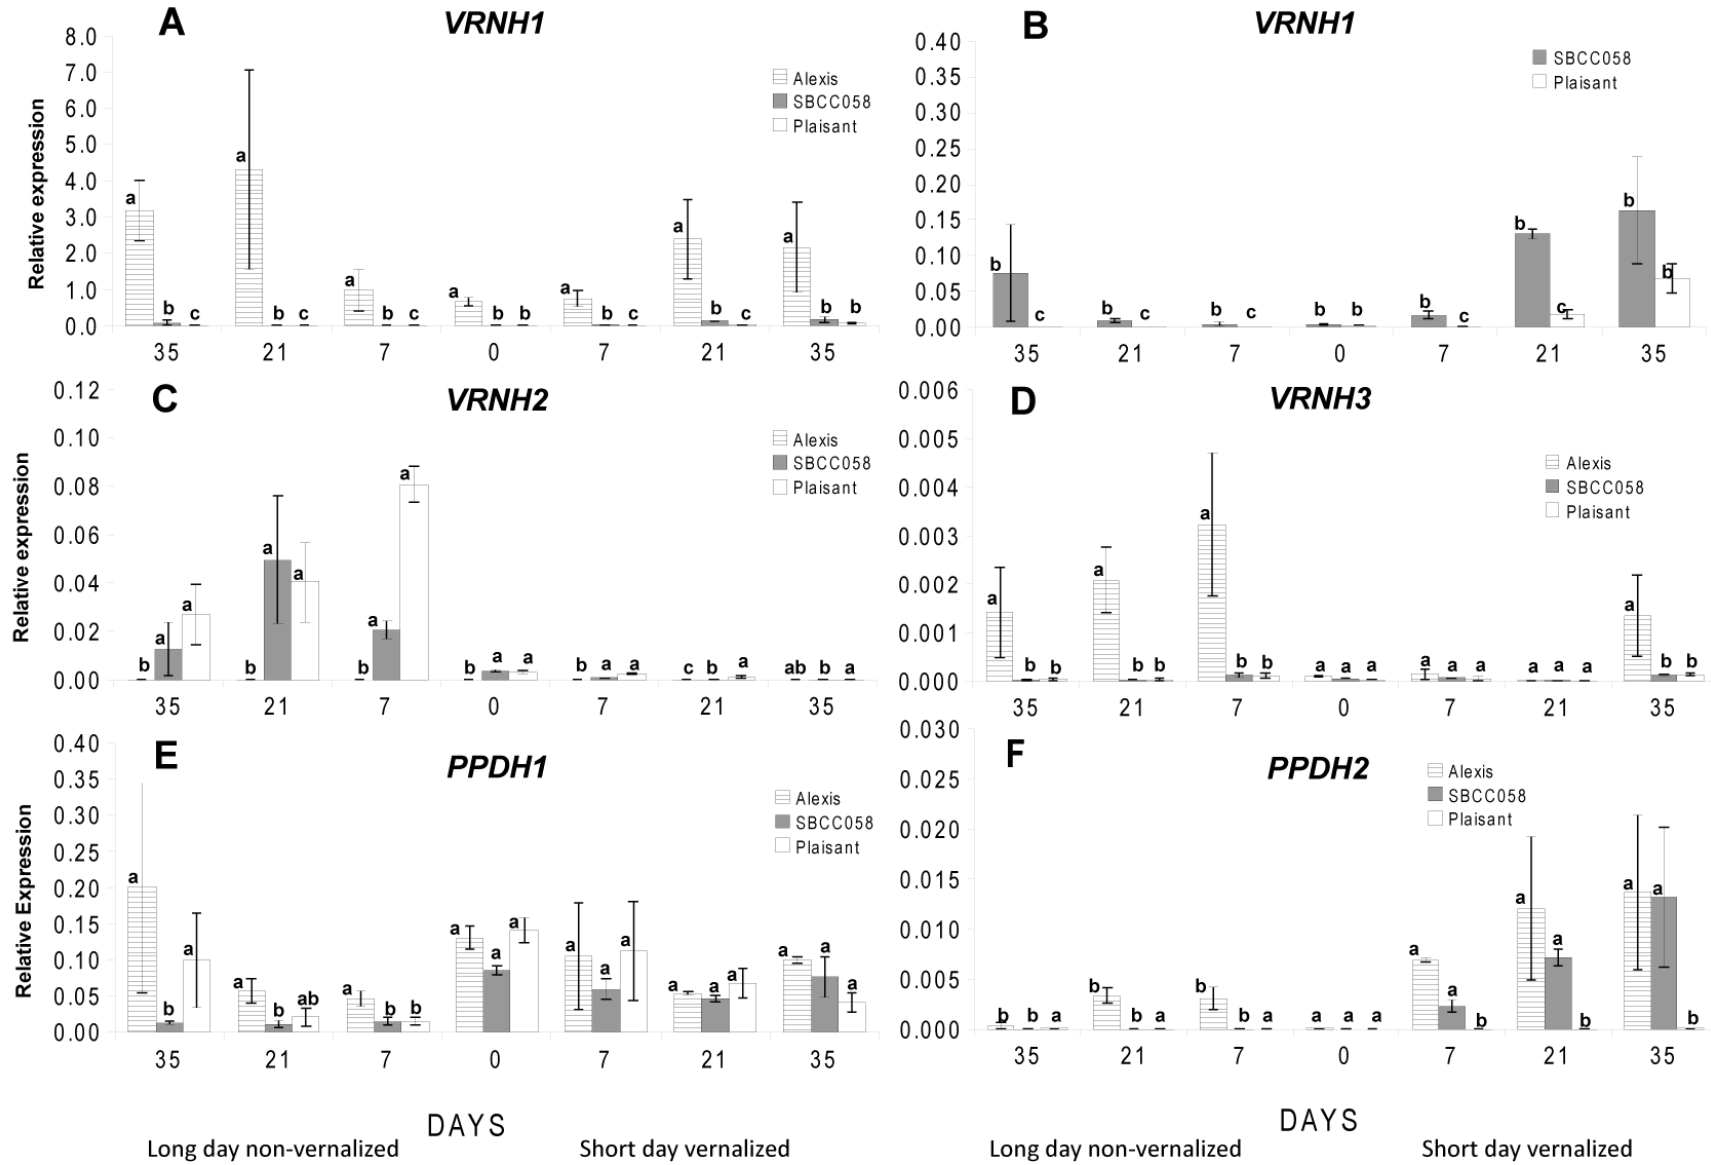 A VRNH1
8.0
7.0
6.0
5.0
4.0
3.0
2.0
1.0
0.0
Relative expression
Alexis
SBCC058
Plaisant
a b c a b c a b c a b b a b c a b c a b b
35 21 7 0 7 21 35
B VRNH1
0.40
0.35
0.30
0.25
0.20
0.15
0.10
0.05
0.00
SBCC058
Plaisant
b c b c b c b b b c b c b b
35 21 7 0 7 21 35
C VRNH2
0.12
0.10
0.08
0.06
0.04
0.02
0.00
Relative expression
Alexis
SBCC058
Plaisant
b a a b a a b a a b a a b a a c b a ab b a
35 21 7 0 7 21 35
D VRNH3
0.006
0.005
0.004
0.003
0.002
0.001
0.000
Alexis
SBCC058
Plaisant
a b b a b b a b b a a a a a a a a a a b b
35 21 7 0 7 21 35
E PPDH1
0.40
0.35
0.30
0.25
0.20
0.15
0.10
0.05
0.00
Relative Expression
Alexis
SBCC058
Plaisant
a b a a b ab a b b a a a a a a a a a a a a
35 21 7 0 7 21 35
F PPDH2
0.030
0.025
0.020
0.015
0.010
0.005
0.000
Alexis
SBCC058
Plaisant
b b a b b a b b a a a a a a b a a b a a b
35 21 7 0 7 21 35
DAYS
Long day non-vernalized Short day vernalized
DAYS
Long day non-vernalized Short day vernalized